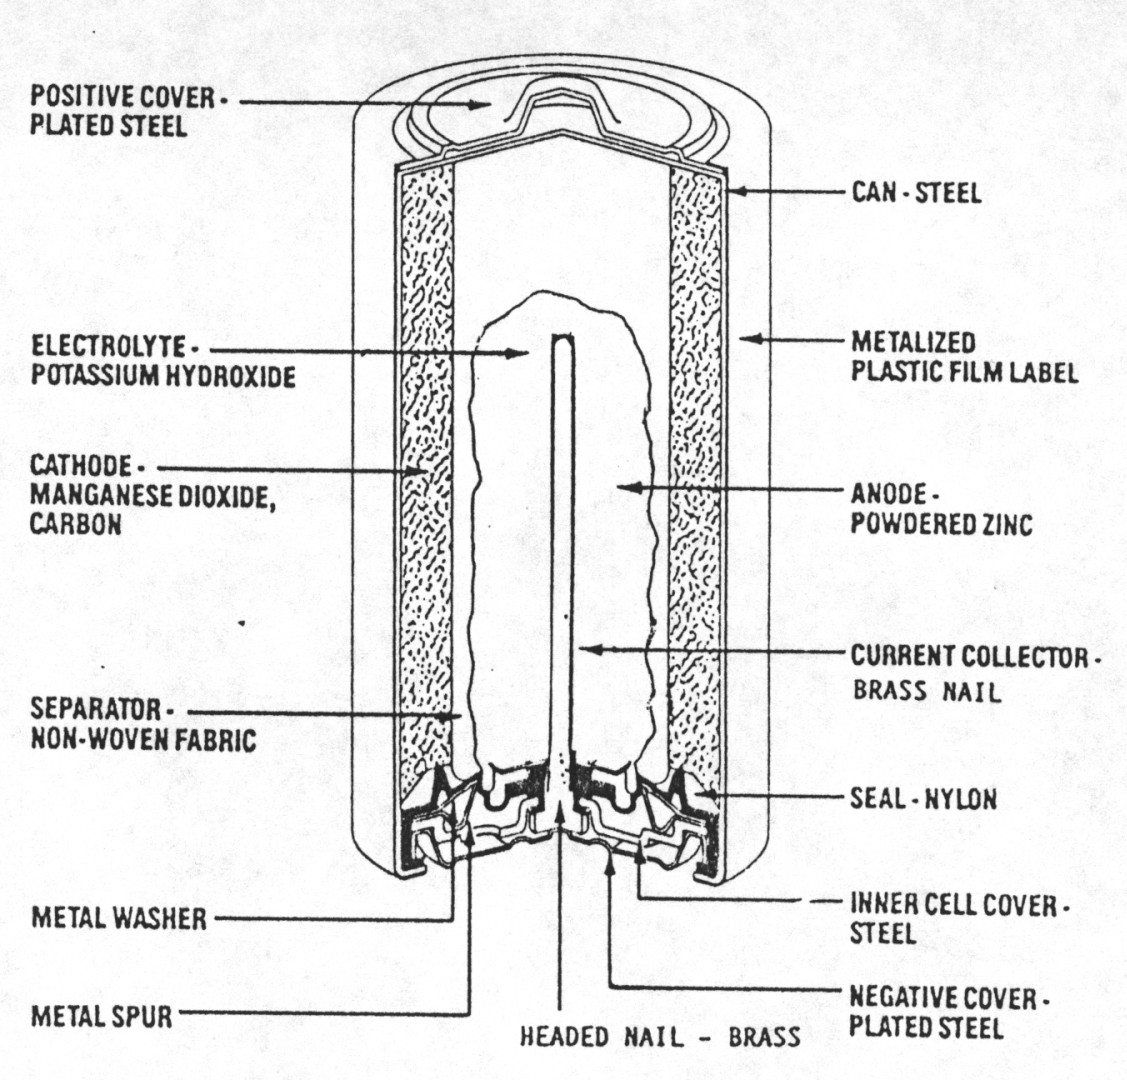 POSITIVE COVER -
PLATED STEEL
CAN - STEEL
ELECTROLYTE -
POTASSIUM HYDROXIDE
METALIZED
PLASTIC FILM LABEL
CATHODE -
MANGANESE DIOXIDE,
CARBON
ANODE -
POWDERED ZINC
CURRENT COLLECTOR -
BRASS NAIL
SEPARATOR -
NON-WOVEN FABRIC
SEAL - NYLON
METAL WASHER
INNER CELL COVER -
STEEL
METAL SPUR
NEGATIVE COVER -
PLATED STEEL
HEADED NAIL - BRASS